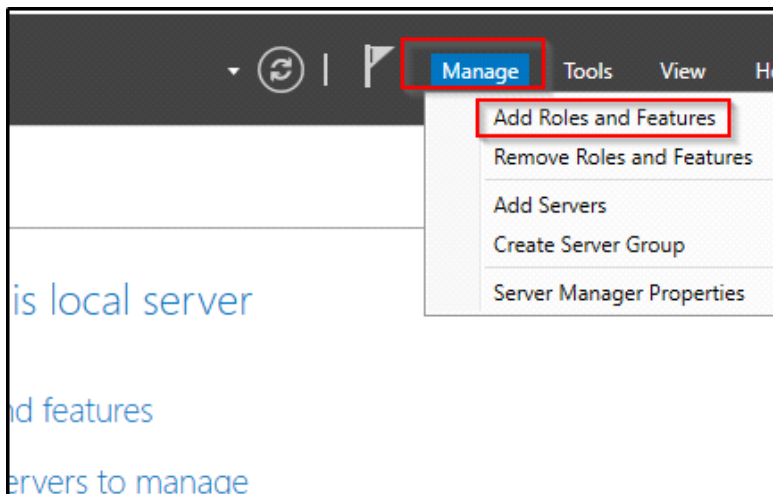 Manage Tools View
Add Roles and Features
Remove Roles and Features
Add Servers
Create Server Group
Server Manager Properties
is local server
features
to manage